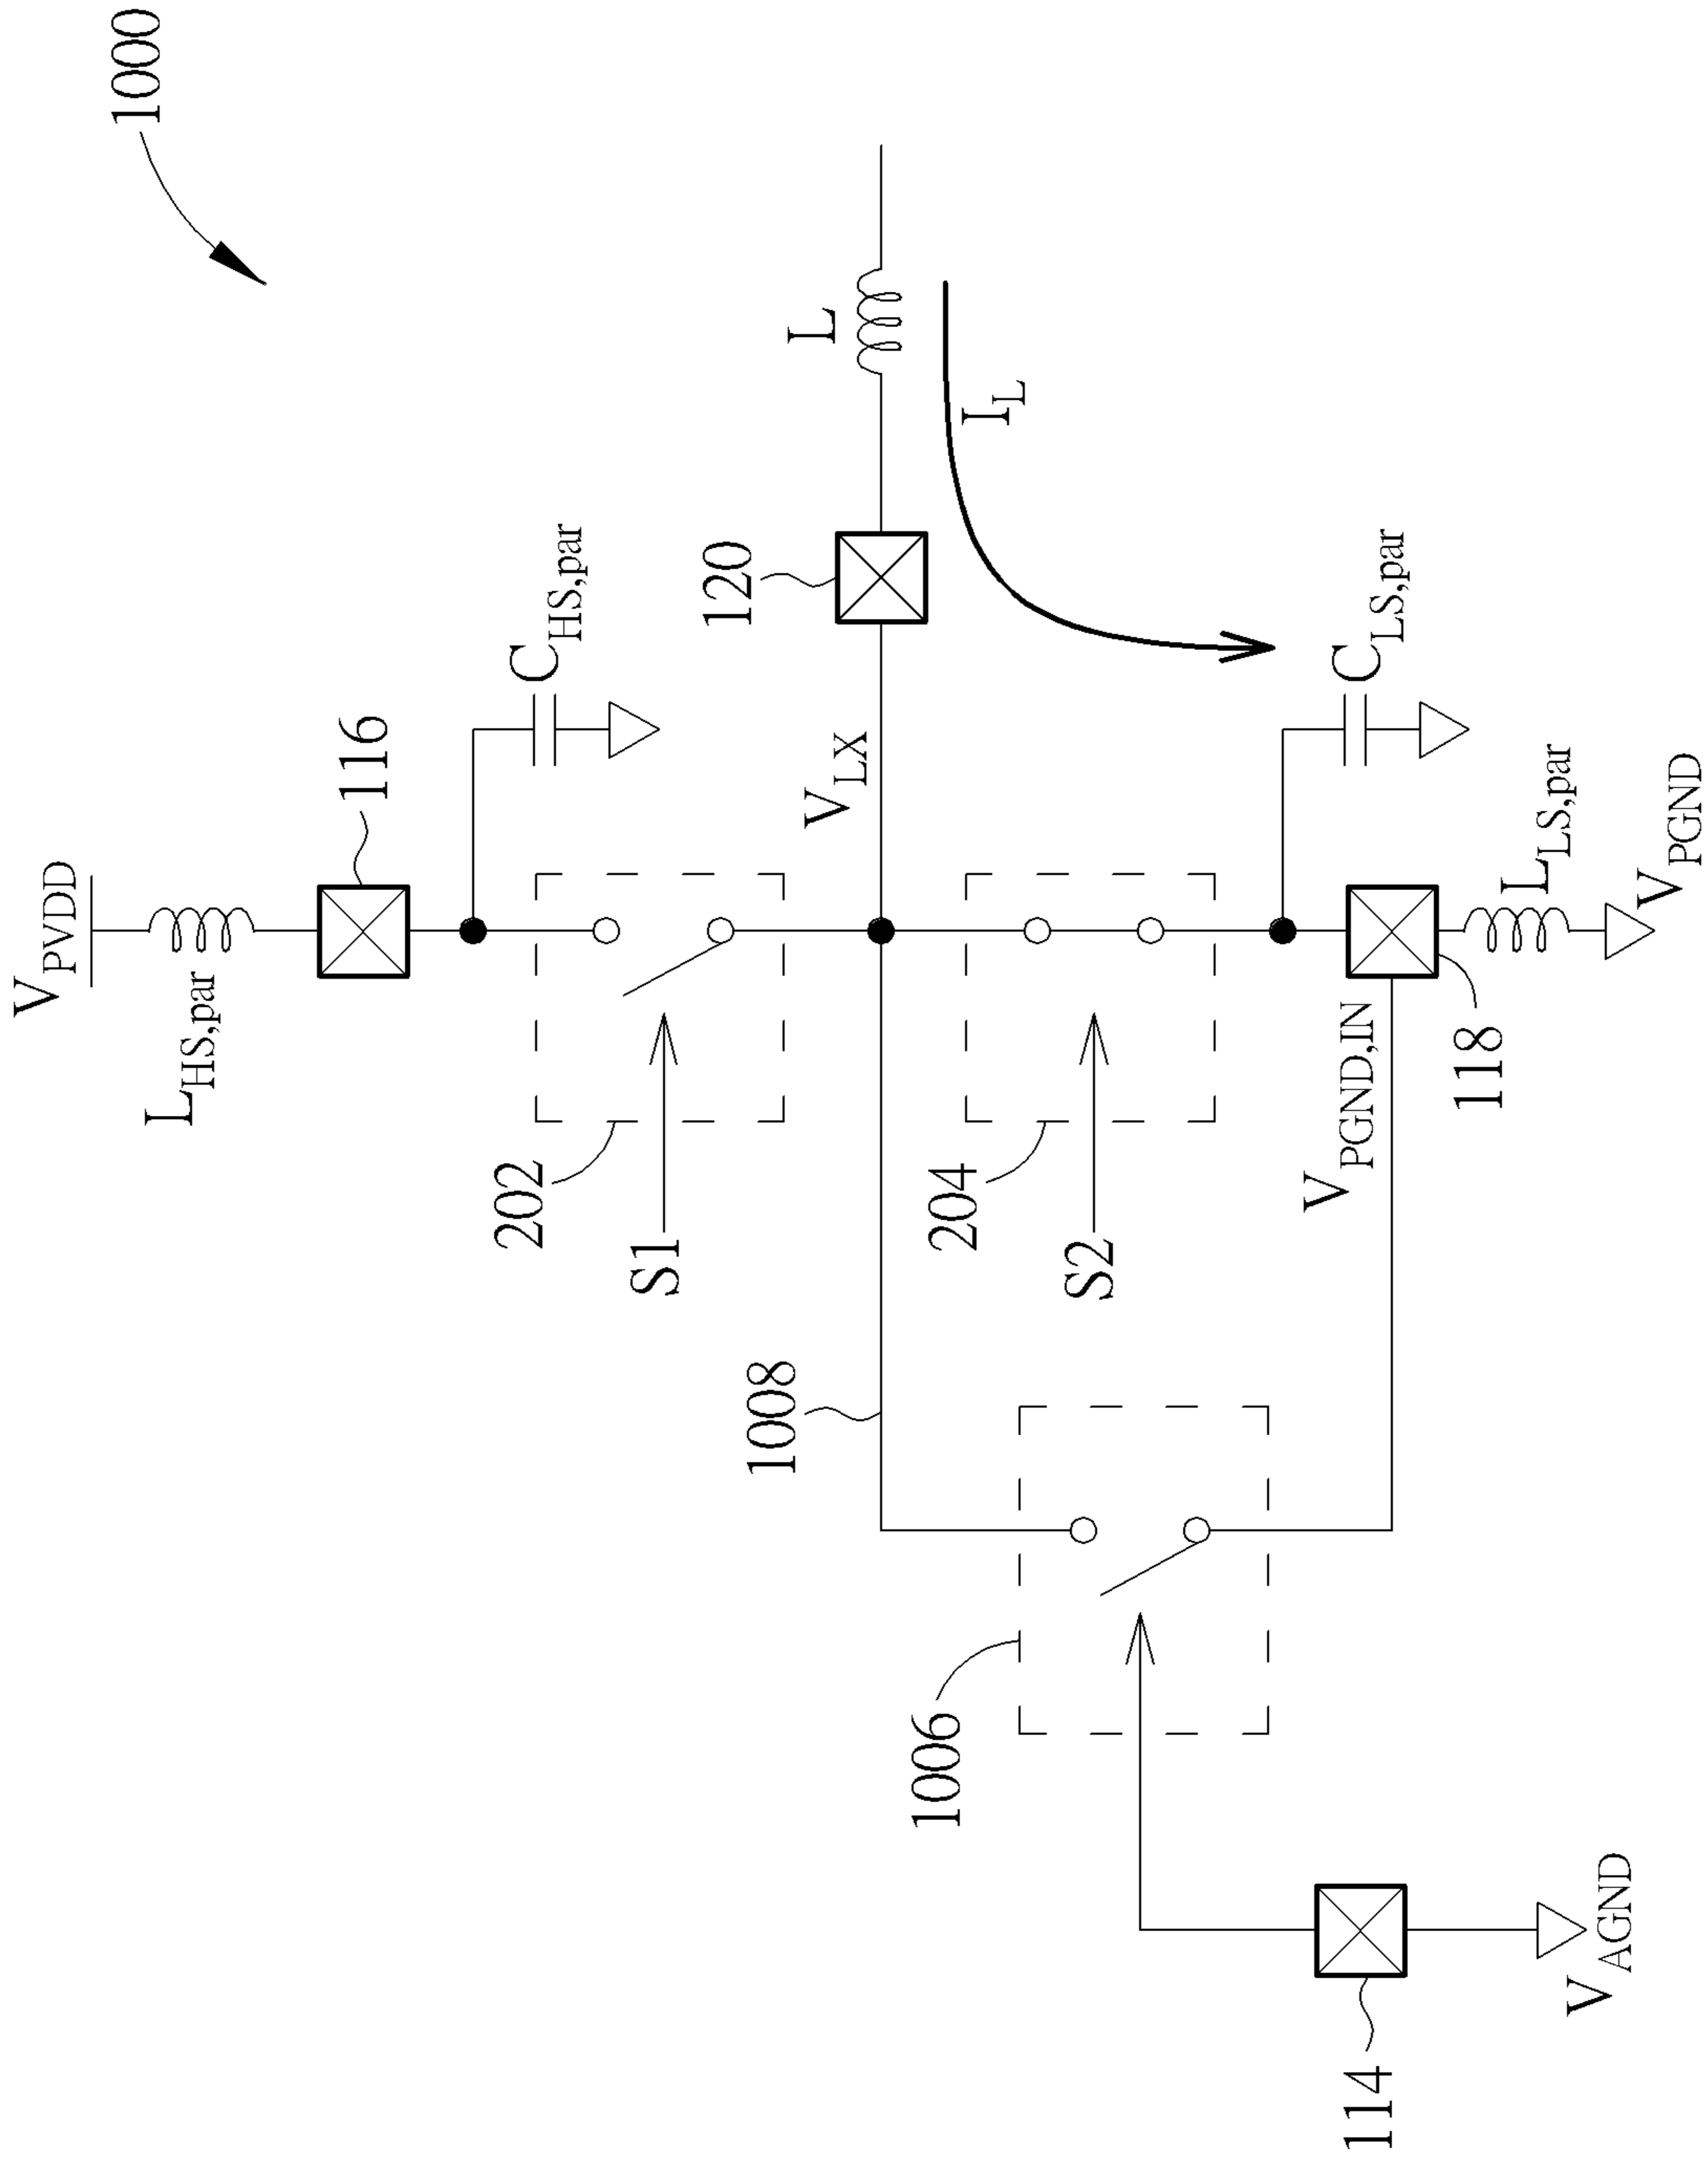 1000
V_PVDD
L_HS,par
116
C_HS,par
202
S1
120
L
V_LX
I_L
1008
204
S2
C_LS,par
1006
V_PGND,IN
118
L_LS,par
V_PGND
114
V_AGND